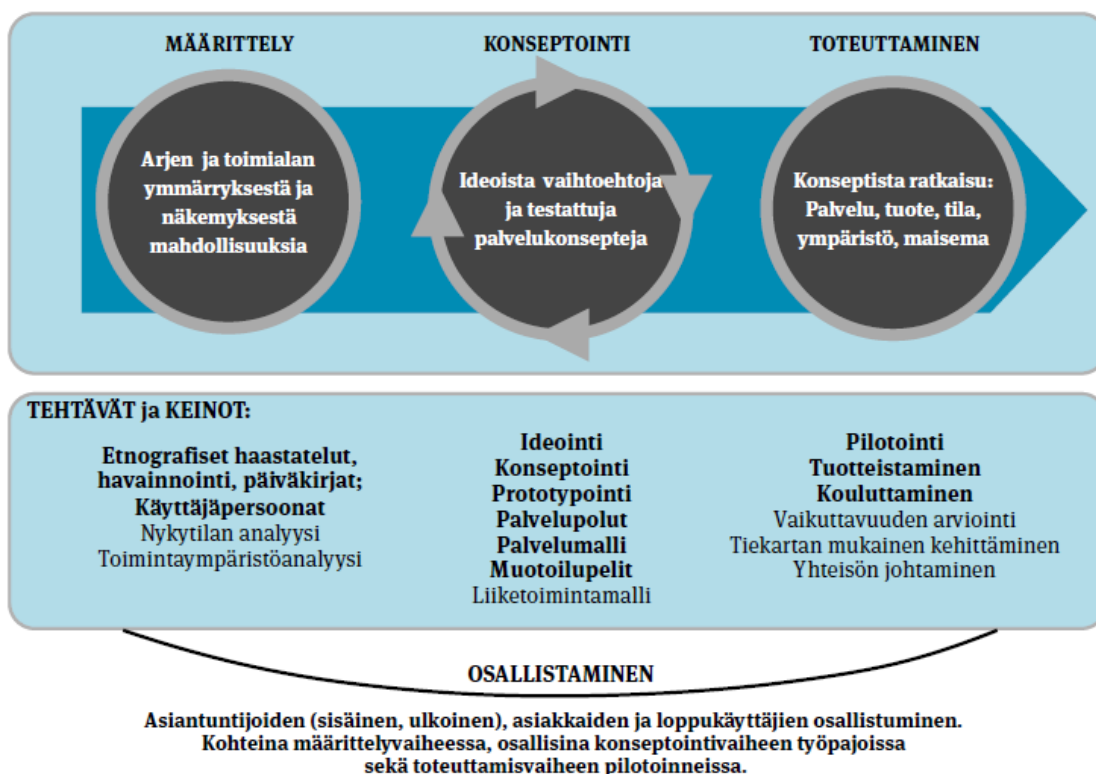 MÄÄRITTELY
KONSEPTOINTI
TOTEUTTAMINEN
Arjen ja toimialan
ymmärryksestä ja
näkemyksestä
mahdollisuuksia
Ideoista vaihtoehtoja
ja testattuja
palvelukonsepteja
Konseptista ratkaisu:
Palvelu, tuote, tila,
ympäristö, maisema
TEHTÄVÄT ja KEINOT:
Etnografiset haastatelut,
havainnointi, päiväkirjat;
Käyttäjäpersoonat
Nykytilan analyysi
Toimintaympäristöanalyysi
Ideointi
Konseptointi
Prototypointi
Palvelupolut
Palvelumalli
Muotoilupelit
Liiketoimintamalli
Pilotointi
Tuotteistaminen
Kouluttaminen
Vaikuttavuuden arviointi
Tiekartan mukainen kehittäminen
Yhteisön johtaminen
OSALLISTAMINEN
Asiantuntijoiden (sisäinen, ulkoinen), asiakkaiden ja loppukäyttäjien osallistuminen.
Kohteina määrittelyvaiheessa, osallisina konseptointivaiheen työpajoissa
sekä toteuttamisvaiheen pilotoinneissa.